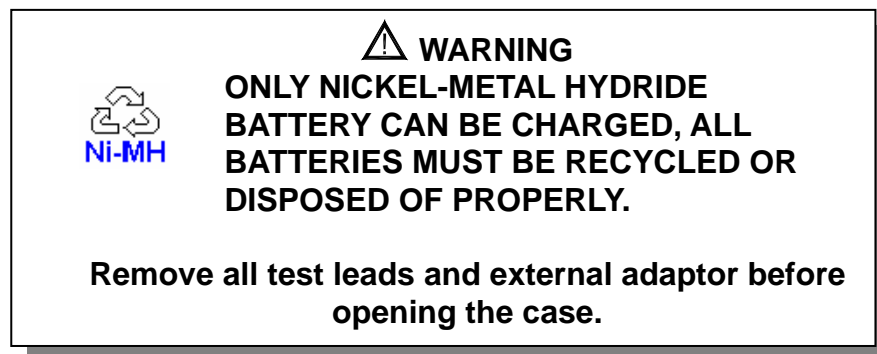 ⚠ WARNING
ONLY NICKEL-METAL HYDRIDE
BATTERY CAN BE CHARGED, ALL
BATTERIES MUST BE RECYCLED OR
DISPOSED OF PROPERLY.
Ni-MH
Remove all test leads and external adaptor before
opening the case.